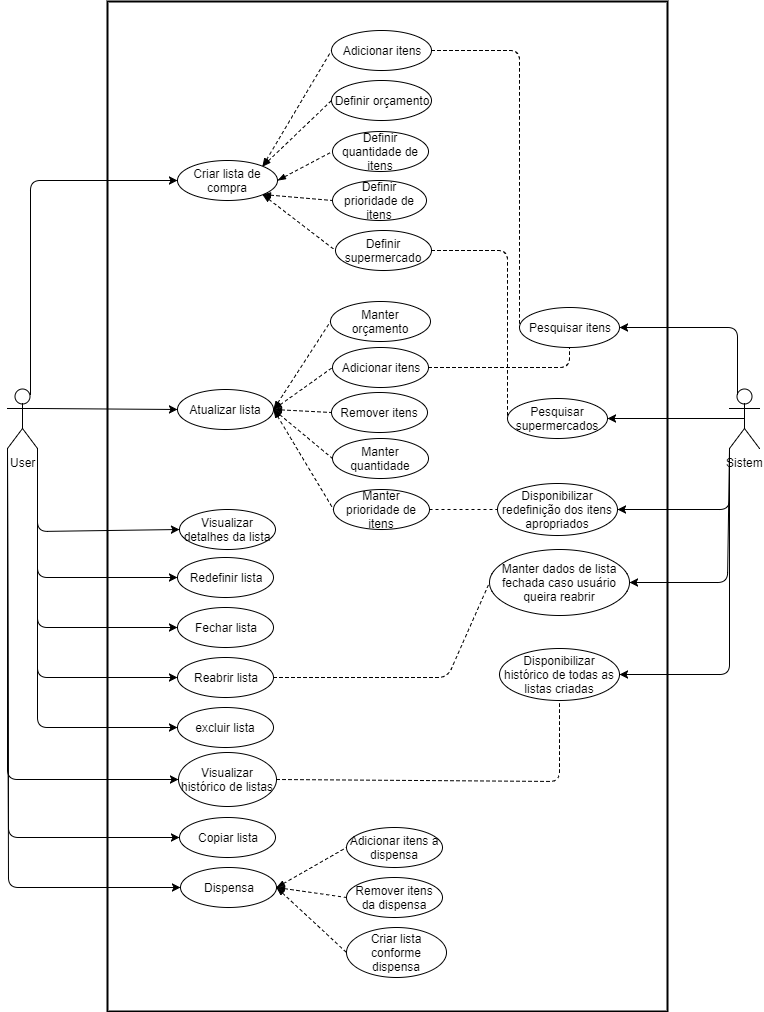 Adicionar itens
Definir orçamento
Definir
quantidade de
itens
Criar lista de
compra
Definir
prioridade de
itens
Definir
supermercado
Manter
orçamento
Pesquisar itens
Adicionar itens
Atualizar lista
Remover itens
Pesquisar
supermercados
Manter
quantidade
User
Sistem
Manter
prioridade de
itens
Disponibilizar
redefinição dos itens
apropriados
Visualizar
detalhes da lista
Redefinir lista
Manter dados de lista
fechada caso usuário
queira reabrir
Fechar lista
Reabrir lista
Disponibilizar
histórico de todas as
listas criadas
excluir lista
Visualizar
histórico de listas
Copiar lista
Adicionar itens a
dispensa
Dispensa
Remover itens
da dispensa
Criar lista
conforme
dispensa